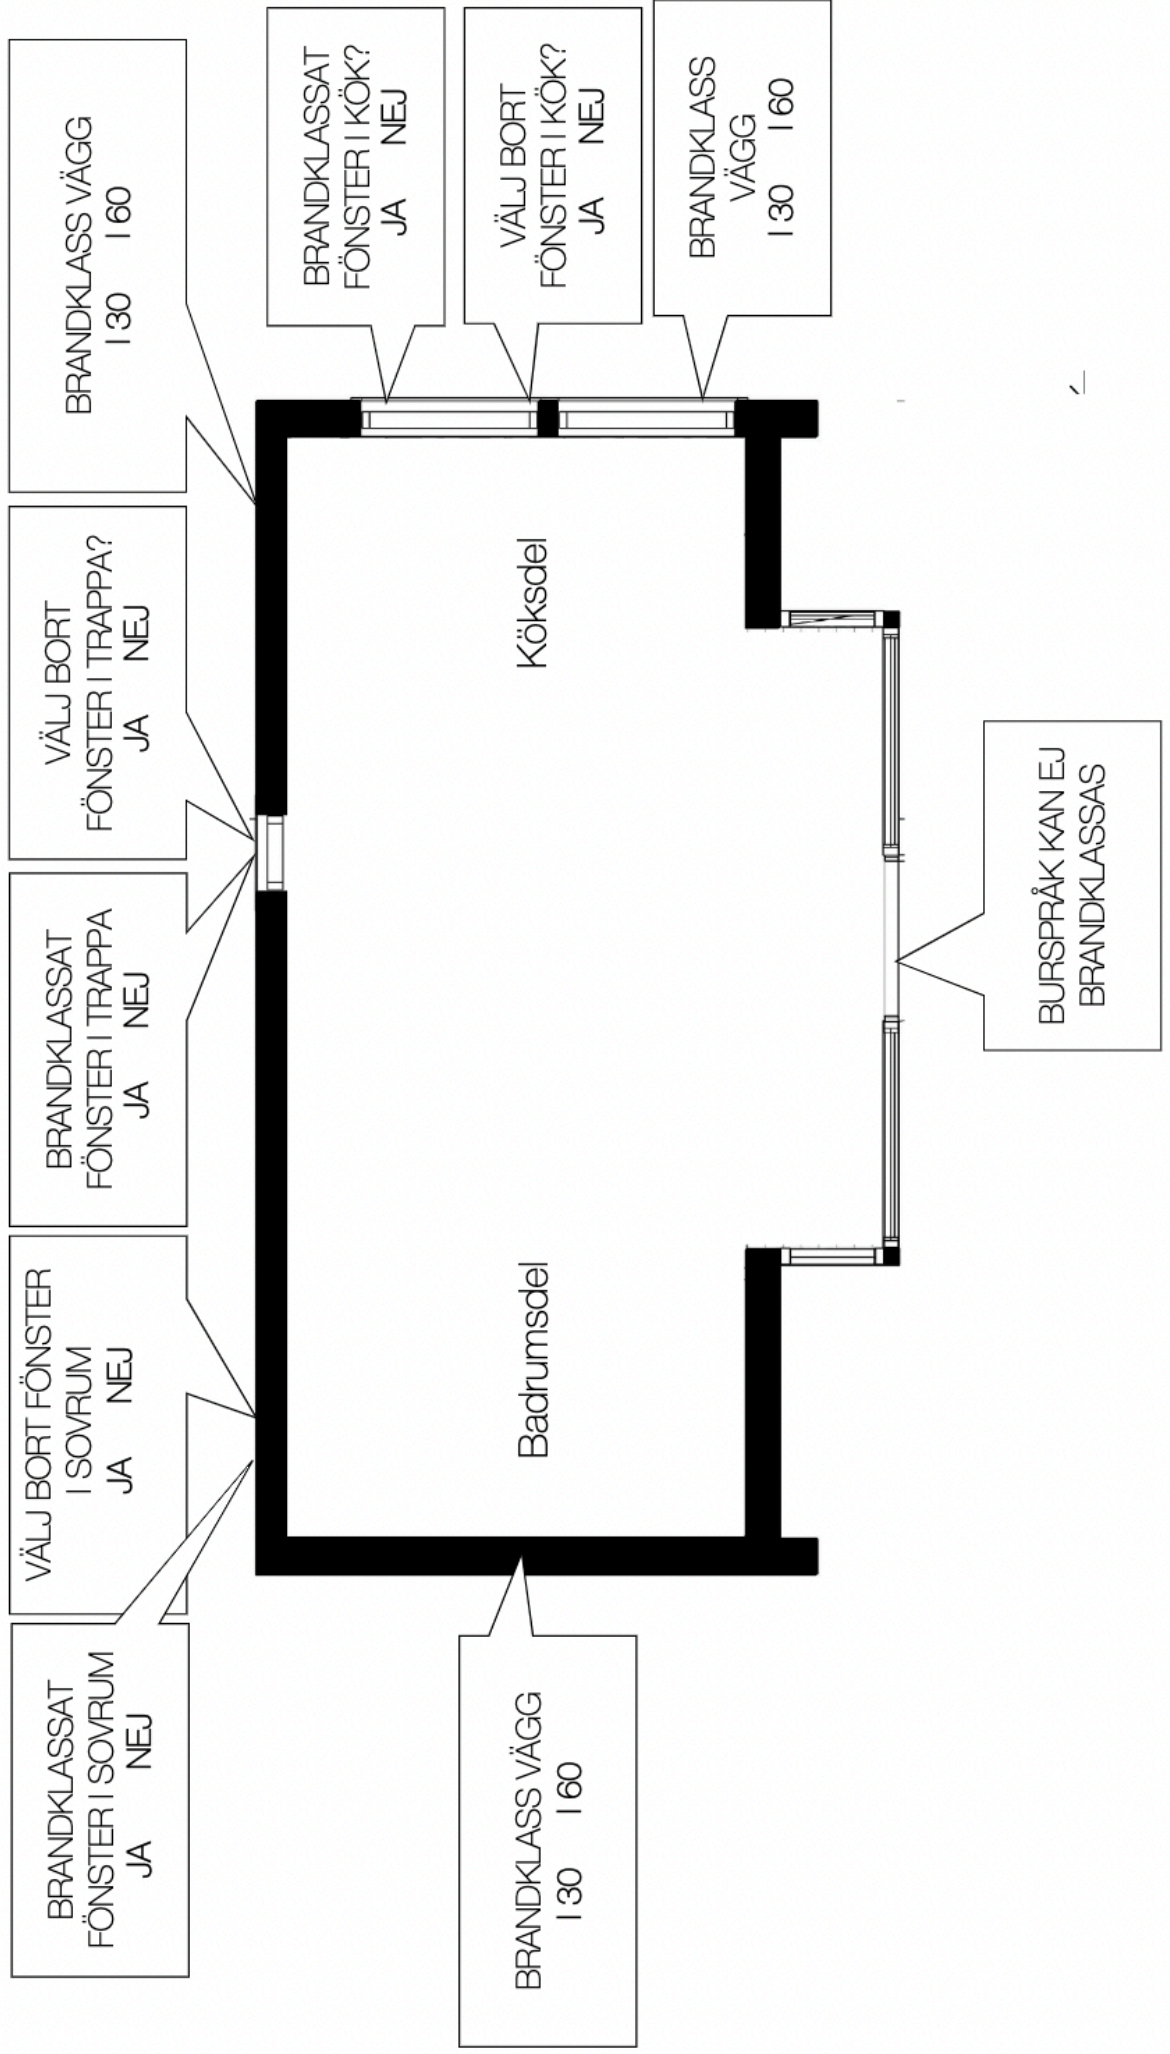 BRANDKLASSAT
FÖNSTER I SOVRUM
JA NEJ
VÄLJ BORT FÖNSTER
I SOVRUM
JA NEJ
BRANDKLASSAT
FÖNSTER I TRAPPA
JA NEJ
VÄLJ BORT
FÖNSTER I TRAPPA?
JA NEJ
BRANDKLASS VÄGG
I 30 I 60
BRANDKLASSAT
FÖNSTER I KÖK?
JA NEJ
VÄLJ BORT
FÖNSTER I KÖK?
JA NEJ
BRANDKLASS
VÄGG
I 30 I 60
BRANDKLASS VÄGG
I 30 I 60
Badrumsdel
Köksdel
BURSPRÅK KAN EJ
BRANDKLASSAS